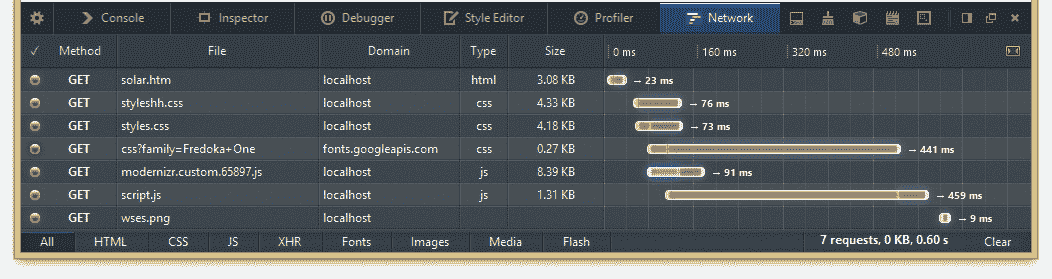 Console Inspector Debugger Style Editor Profiler Network
✓ Method File Domain Type Size 0 ms 160 ms 320 ms 480 ms
GET solar.htm localhost html 3.08 KB → 23 ms
GET styleshh.css localhost css 4.33 KB → 76 ms
GET styles.css localhost css 4.18 KB → 73 ms
GET css?family=Fredoka+One fonts.googleapis.com css 0.27 KB → 441 ms
GET modernizr.custom.65897.js localhost js 8.39 KB → 91 ms
GET script.js localhost js 1.31 KB → 459 ms
GET wses.png localhost → 9 ms
All HTML CSS JS XHR Fonts Images Media Flash 7 requests, 0 KB, 0.60 s Clear